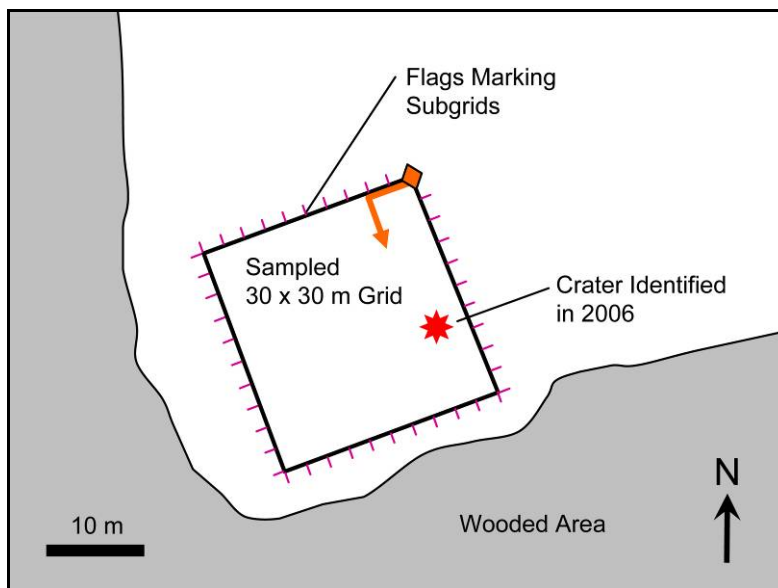 Flags Marking
Subgrids
Sampled
30 x 30 m Grid
Crater Identified
in 2006
N
10 m
Wooded Area